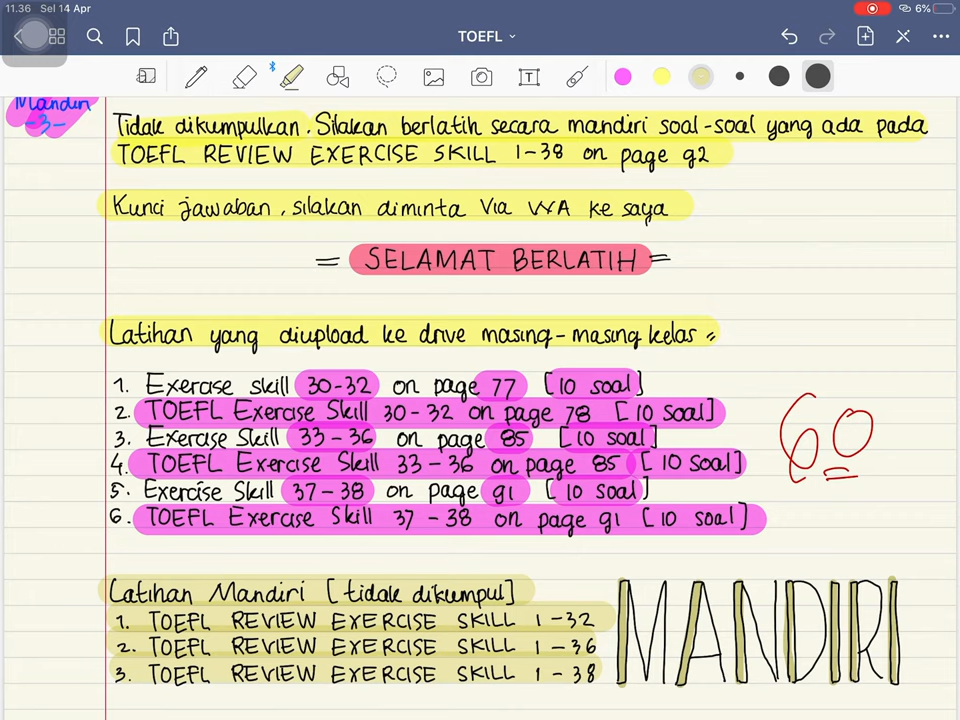 11.36 Sel 14 Apr
6%
TOEFL
T
Mandiri
-3-
Tidak dikumpulkan. Silakan berlatih secara mandiri soal-soal yang ada pada
TOEFL REVIEW EXERCISE SKILL 1-38 on page 92
Kunci jawaban, silakan diminta via WA ke saya
= SELAMAT BERLATIH =
Latihan yang diupload ke drive masing-masing kelas =
1. Exercise skill 30-32 on page 77 [10 soal]
2. TOEFL Exercise Skill 30-32 on page 78 [10 soal]
3. Exercise Skill 33-36 on page 85 [10 soal]
4. TOEFL Exercise Skill 33-36 on page 85 [10 soal]
5. Exercise Skill 37-38 on page 91 [10 soal]
6. TOEFL Exercise Skill 37-38 on page 91 [10 soal]
60
Latihan Mandiri [tidak dikumpul]
1. TOEFL REVIEW EXERCISE SKILL 1-32
2. TOEFL REVIEW EXERCISE SKILL 1-36
3. TOEFL REVIEW EXERCISE SKILL 1-38
MANDIRI